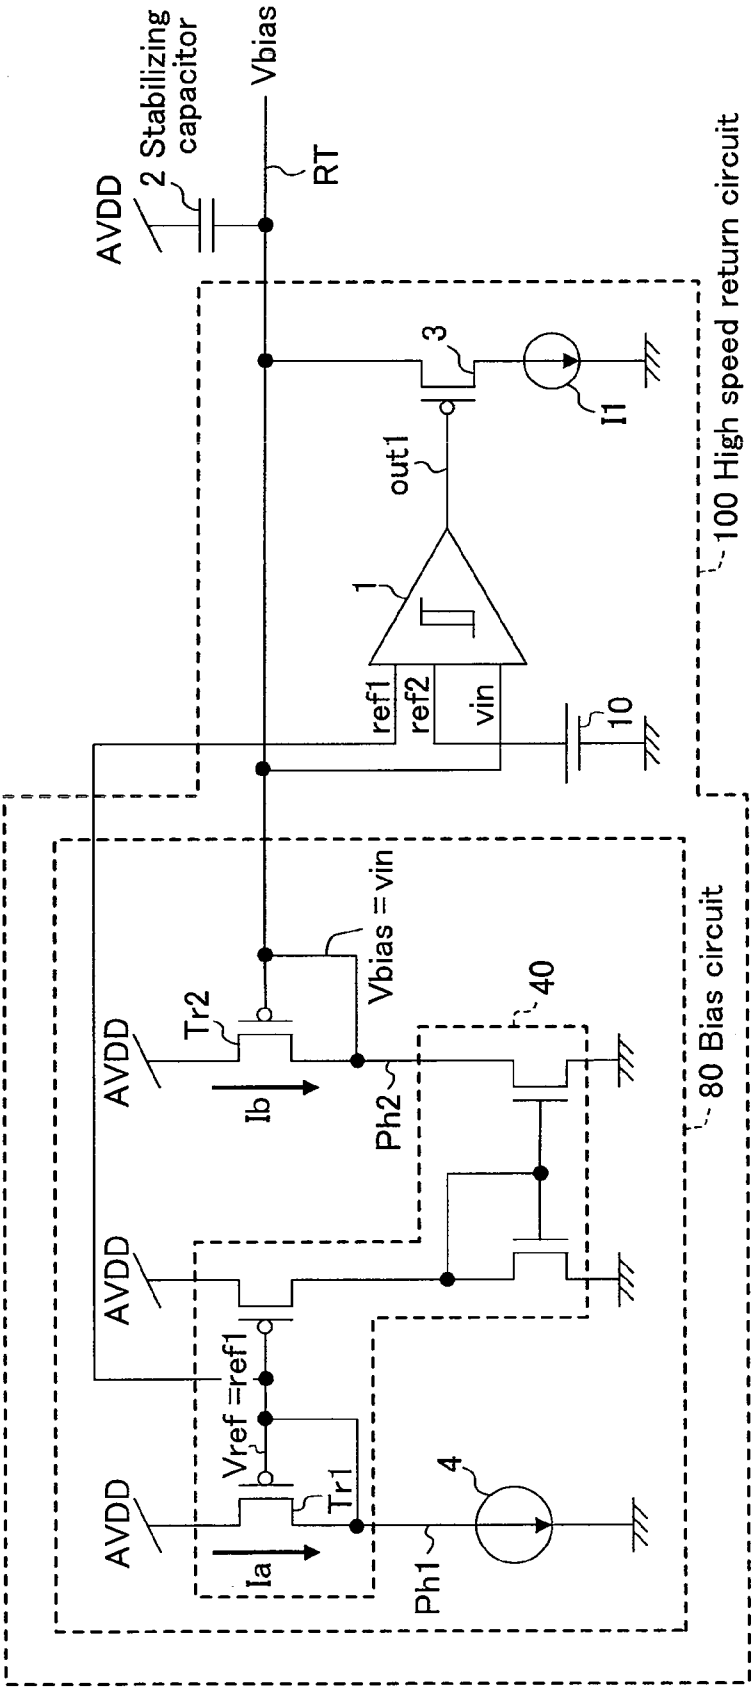 AVDD
2 Stabilizing
capacitor
Vbias
RT
3
I1
out1
1
ref1
ref2
vin
10
100 High speed return circuit
AVDD
Tr2
Ib
Vbias = vin
Ph2
40
80 Bias circuit
AVDD
Vref =ref1
AVDD
Tr1
Ia
Ph1
4